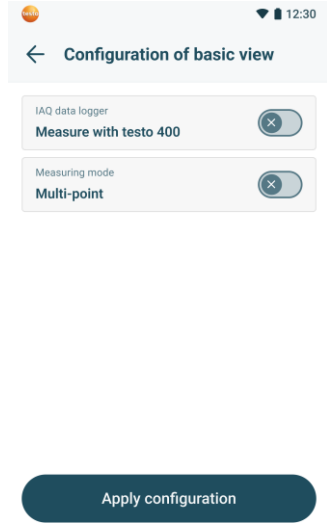 testo
12:30
Configuration of basic view
IAQ data logger
Measure with testo 400
Measuring mode
Multi-point
Apply configuration